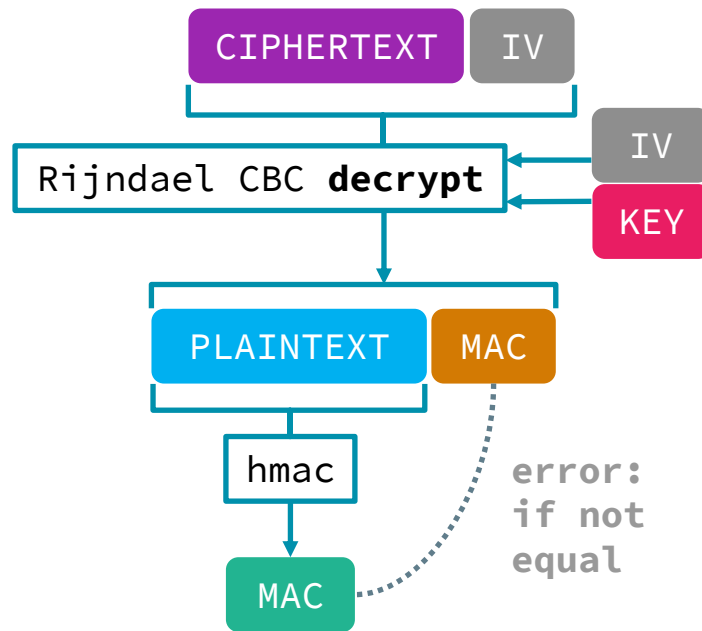 CIPHERTEXT IV
IV
Rijndael CBC decrypt
KEY
PLAINTEXT MAC
hmac
error:
if not
equal
MAC